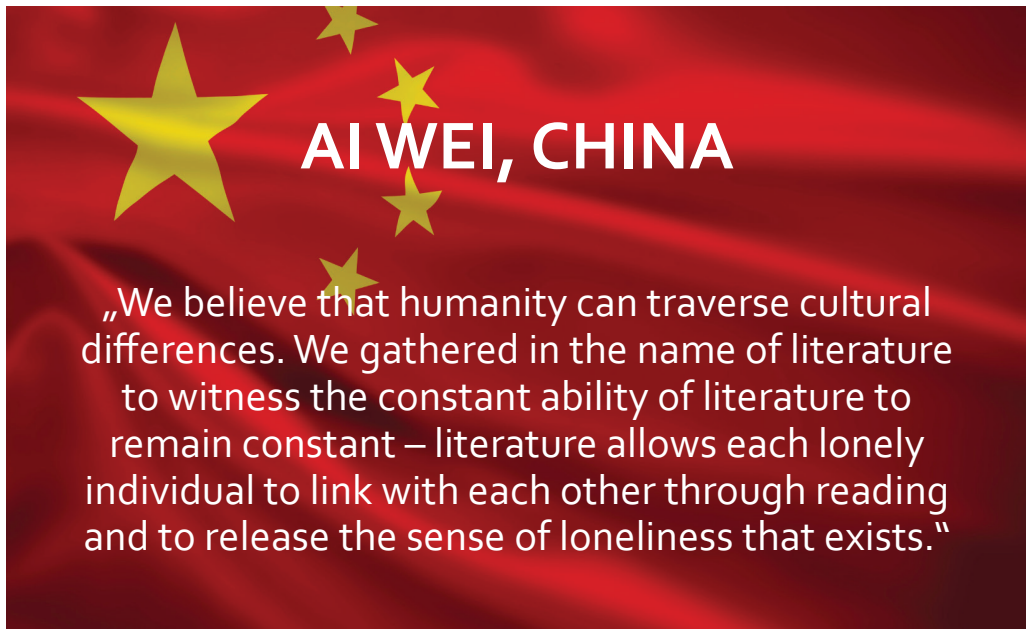 AI WEI, CHINA
„We believe that humanity can traverse cultural
differences. We gathered in the name of literature
to witness the constant ability of literature to
remain constant – literature allows each lonely
individual to link with each other through reading
and to release the sense of loneliness that exists.“